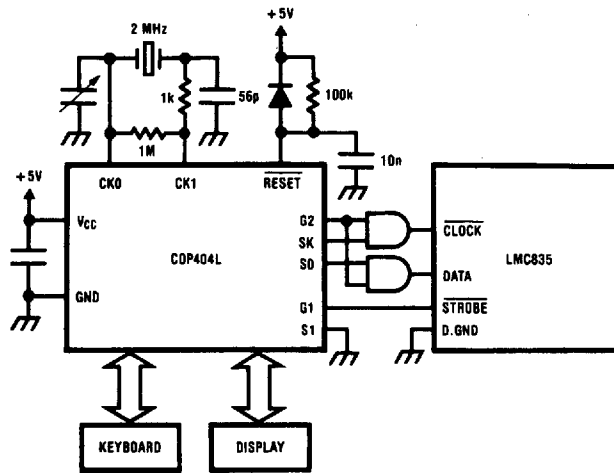 2 MHz
+5V
1k
56p
100k
1M
10n
+5V
CK0
CK1
RESET
VCC
G2
CLOCK
SK
COP404L
LMC835
SO
DATA
GND
G1
STROBE
S1
D.GND
KEYBOARD
DISPLAY